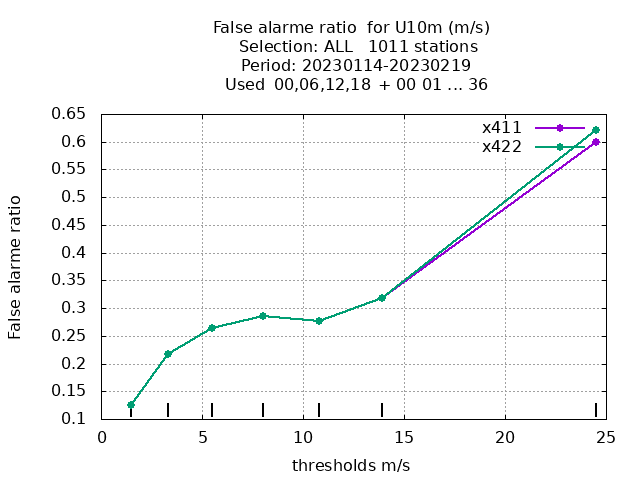 False alarme ratio  for U10m (m/s)
Selection: ALL   1011 stations
Period: 20230114-20230219
Used  00,06,12,18  + 00 01 ... 36
0.65
0.6
0.55
0.5
0.45
0.4
0.35
0.3
0.25
0.2
0.15
0.1
x411
x422
False alarme ratio
0
5
10
15
20
25
thresholds m/s